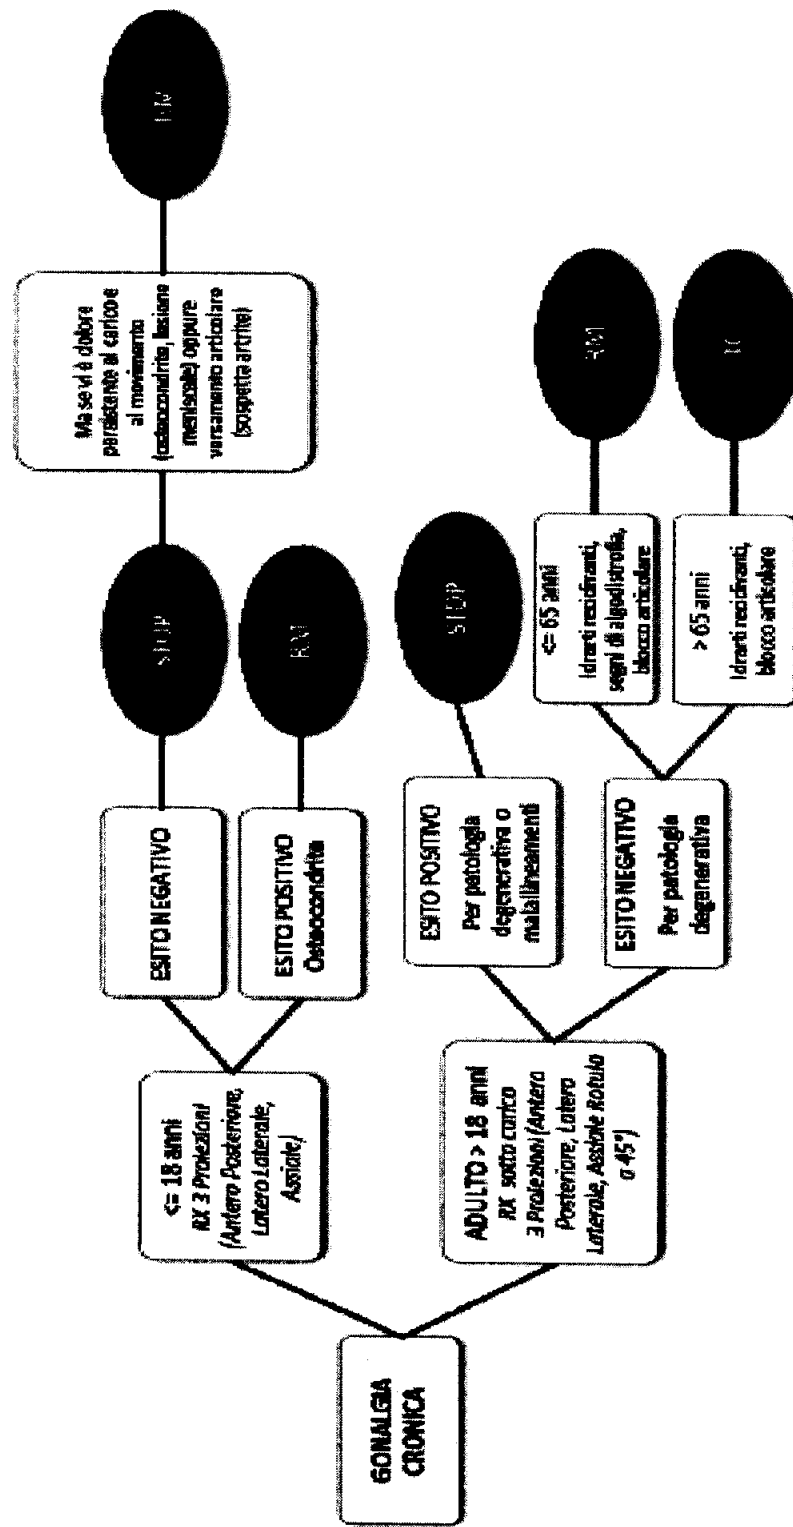 GONALGIA
CRONICA
<= 18 anni
RX 3 Proiezioni
(Antero Posteriore,
Latero Laterale,
Assiale)
ESITO NEGATIVO
STOP
Ma se vi è dolore
persistente al carico e
al movimento
(osteocondrite, lesione
meniscale) oppure
versamento articolare
(sospetta artrite)
RM
ESITO POSITIVO
Osteocondrite
RM
ADULTO > 18 anni
RX sotto carico
3 Proiezioni (Antero
Posteriore, Latero
Laterale, Assiale Rotula
a 45°)
ESITO POSITIVO
Per patologia
degenerativa o
malallineamenti
STOP
ESITO NEGATIVO
Per patologia
degenerativa
<= 65 anni
Idrarti recidivanti,
segni di algodistrofia,
blocco articolare
RM
> 65 anni
Idrarti recidivanti,
blocco articolare
TC